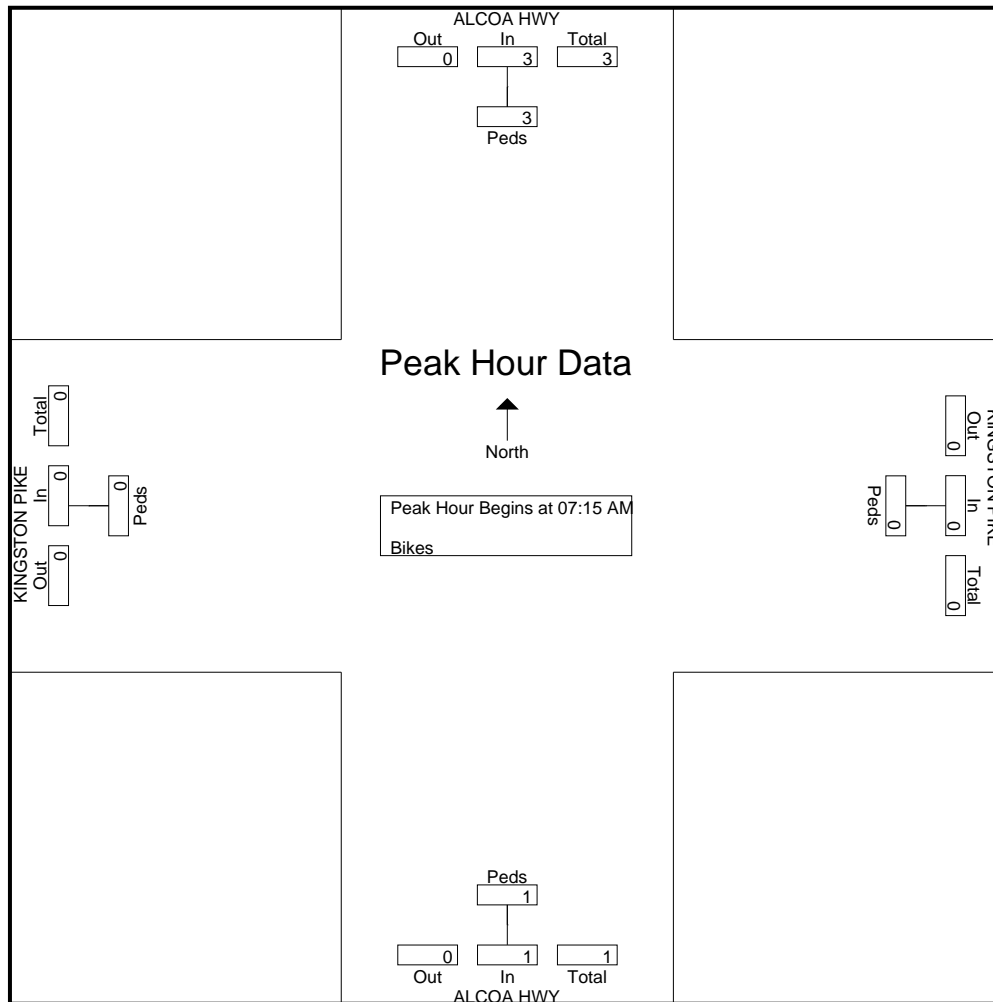 ALCOA HWY
Out In Total
0 3 3
3
Peds
Peak Hour Data
North
Peak Hour Begins at 07:15 AM
Bikes
KINGSTON PIKE
Out In Total
0 0 0
0
Peds
KINGSTON PIKE
Out In Total
0 0 0
0
Peds
Peds
1
0 1 1
Out In Total
ALCOA HWY